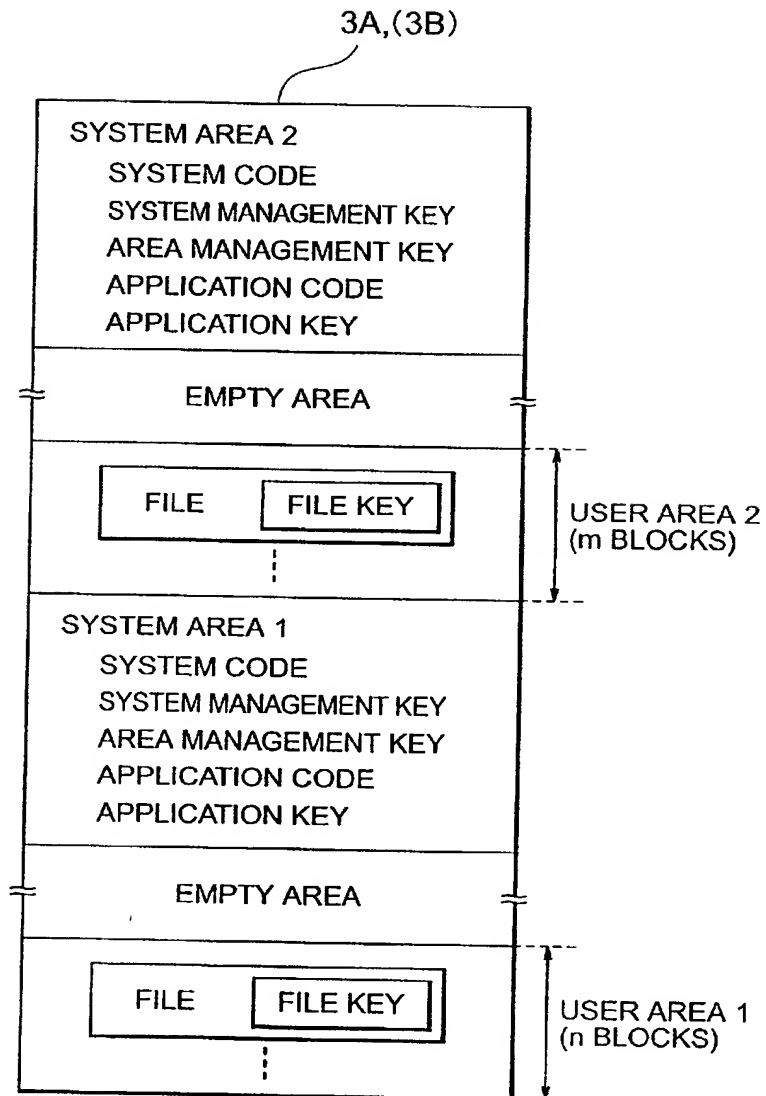 3A,(3B)
SYSTEM AREA 2
SYSTEM CODE
SYSTEM MANAGEMENT KEY
AREA MANAGEMENT KEY
APPLICATION CODE
APPLICATION KEY
EMPTY AREA
FILE
FILE KEY
USER AREA 2
(m BLOCKS)
SYSTEM AREA 1
SYSTEM CODE
SYSTEM MANAGEMENT KEY
AREA MANAGEMENT KEY
APPLICATION CODE
APPLICATION KEY
EMPTY AREA
FILE
FILE KEY
USER AREA 1
(n BLOCKS)